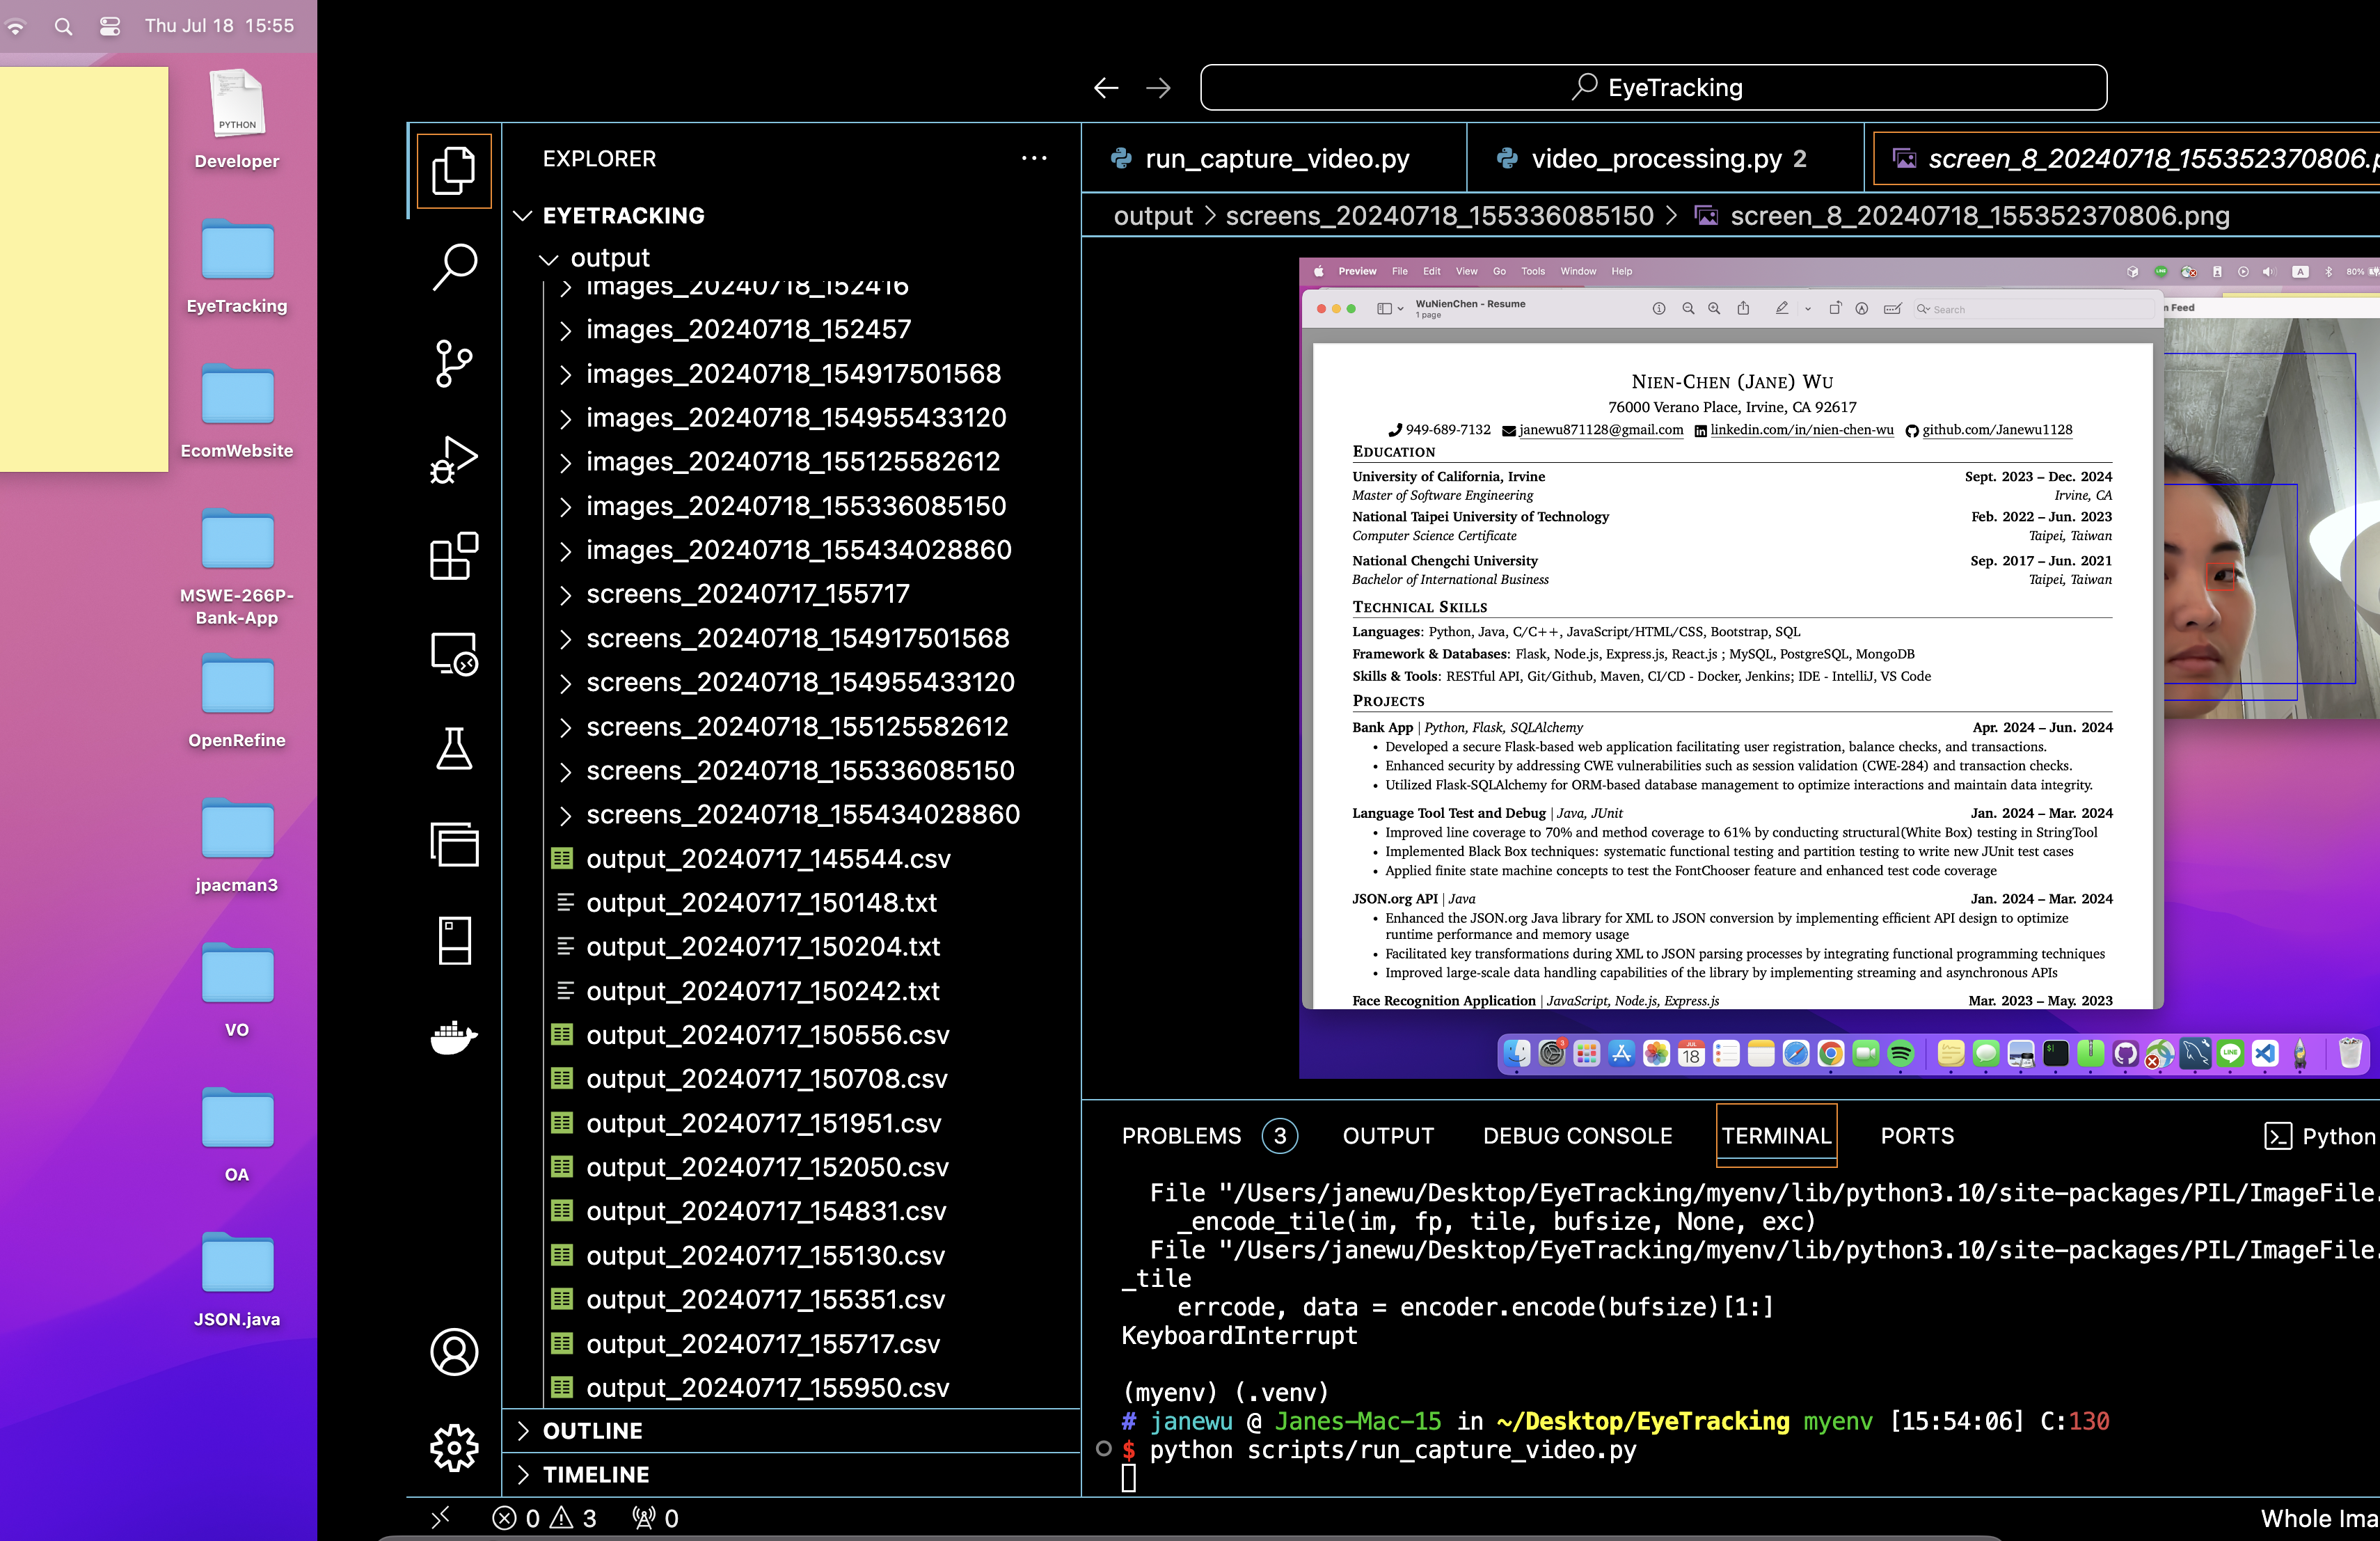 Thu Jul 18 15:55
PYTHON
Developer
EyeTracking
EcomWebsite
MSWE-266P-
Bank-App
OpenRefine
jpacman3
VO
OA
JSON.java
EyeTracking
EXPLORER
EYETRACKING
output
images_20240718_152416
images_20240718_152457
images_20240718_154917501568
images_20240718_154955433120
images_20240718_155125582612
images_20240718_155336085150
images_20240718_155434028860
screens_20240717_155717
screens_20240718_154917501568
screens_20240718_154955433120
screens_20240718_155125582612
screens_20240718_155336085150
screens_20240718_155434028860
output_20240717_145544.csv
output_20240717_150148.txt
output_20240717_150204.txt
output_20240717_150242.txt
output_20240717_150556.csv
output_20240717_150708.csv
output_20240717_151951.csv
output_20240717_152050.csv
output_20240717_154831.csv
output_20240717_155130.csv
output_20240717_155351.csv
output_20240717_155717.csv
output_20240717_155950.csv
OUTLINE
TIMELINE
0 3 0
run_capture_video.py
video_processing.py 2
screen_8_20240718_155352370806.p
output > screens_20240718_155336085150 > screen_8_20240718_155352370806.png
Preview File Edit View Go Tools Window Help
A 80%
WuNienChen - Resume
1 page
Search
n Feed
Nien-Chen (Jane) Wu
76000 Verano Place, Irvine, CA 92617
949-689-7132 janewu871128@gmail.com linkedin.com/in/nien-chen-wu github.com/Janewu1128
Education
University of California, Irvine Sept. 2023 – Dec. 2024
Master of Software Engineering Irvine, CA
National Taipei University of Technology Feb. 2022 – Jun. 2023
Computer Science Certificate Taipei, Taiwan
National Chengchi University Sep. 2017 – Jun. 2021
Bachelor of International Business Taipei, Taiwan
Technical Skills
Languages: Python, Java, C/C++, JavaScript/HTML/CSS, Bootstrap, SQL
Framework & Databases: Flask, Node.js, Express.js, React.js ; MySQL, PostgreSQL, MongoDB
Skills & Tools: RESTful API, Git/Github, Maven, CI/CD - Docker, Jenkins; IDE - IntelliJ, VS Code
Projects
Bank App | Python, Flask, SQLAlchemy Apr. 2024 – Jun. 2024
• Developed a secure Flask-based web application facilitating user registration, balance checks, and transactions.
• Enhanced security by addressing CWE vulnerabilities such as session validation (CWE-284) and transaction checks.
• Utilized Flask-SQLAlchemy for ORM-based database management to optimize interactions and maintain data integrity.
Language Tool Test and Debug | Java, JUnit Jan. 2024 – Mar. 2024
• Improved line coverage to 70% and method coverage to 61% by conducting structural(White Box) testing in StringTool
• Implemented Black Box techniques: systematic functional testing and partition testing to write new JUnit test cases
• Applied finite state machine concepts to test the FontChooser feature and enhanced test code coverage
JSON.org API | Java Jan. 2024 – Mar. 2024
• Enhanced the JSON.org Java library for XML to JSON conversion by implementing efficient API design to optimize
runtime performance and memory usage
• Facilitated key transformations during XML to JSON parsing processes by integrating functional programming techniques
• Improved large-scale data handling capabilities of the library by implementing streaming and asynchronous APIs
Face Recognition Application | JavaScript, Node.js, Express.js Mar. 2023 – May. 2023
3
JUL
18
LINE
PROBLEMS 3 OUTPUT DEBUG CONSOLE TERMINAL PORTS Python
File "/Users/janewu/Desktop/EyeTracking/myenv/lib/python3.10/site-packages/PIL/ImageFile.
_encode_tile(im, fp, tile, bufsize, None, exc)
File "/Users/janewu/Desktop/EyeTracking/myenv/lib/python3.10/site-packages/PIL/ImageFile.
_tile
errcode, data = encoder.encode(bufsize)[1:]
KeyboardInterrupt
(myenv) (.venv)
# janewu @ Janes-Mac-15 in ~/Desktop/EyeTracking myenv [15:54:06] C:130
$ python scripts/run_capture_video.py
Whole Ima